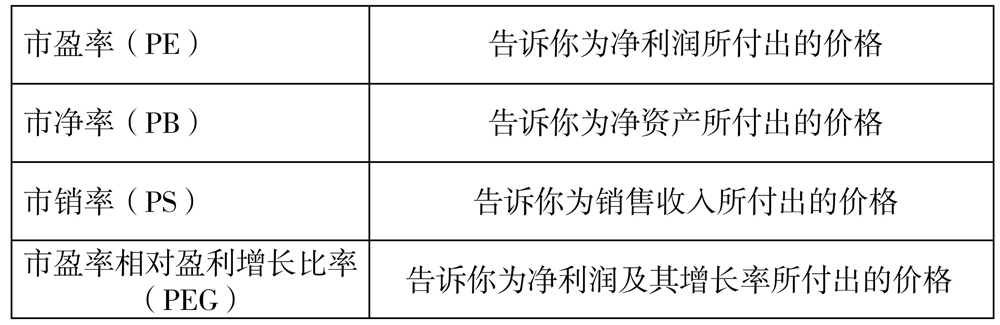 市盈率（PE）
告诉你为净利润所付出的价格
市净率（PB）
告诉你为净资产所付出的价格
市销率（PS）
告诉你为销售收入所付出的价格
市盈率相对盈利增长比率
（PEG）
告诉你为净利润及其增长率所付出的价格